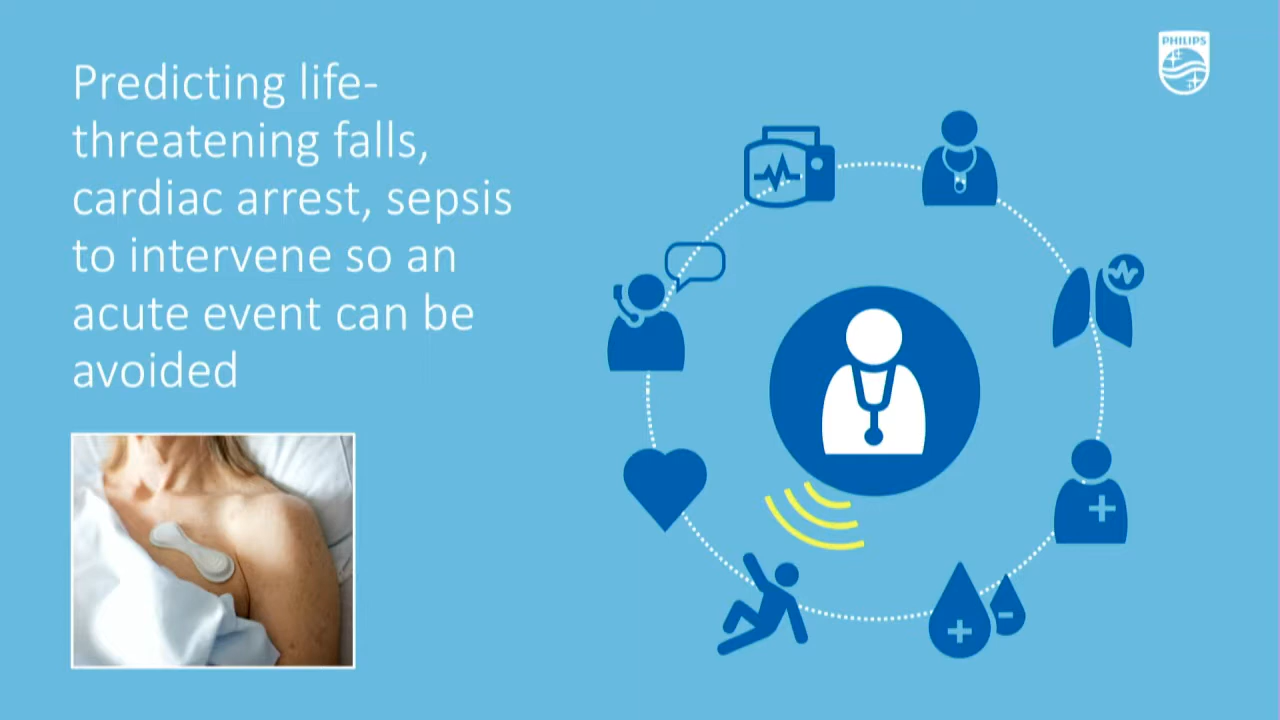 Predicting life-
threatening falls,
cardiac arrest, sepsis
to intervene so an
acute event can be
avoided
PHILIPS